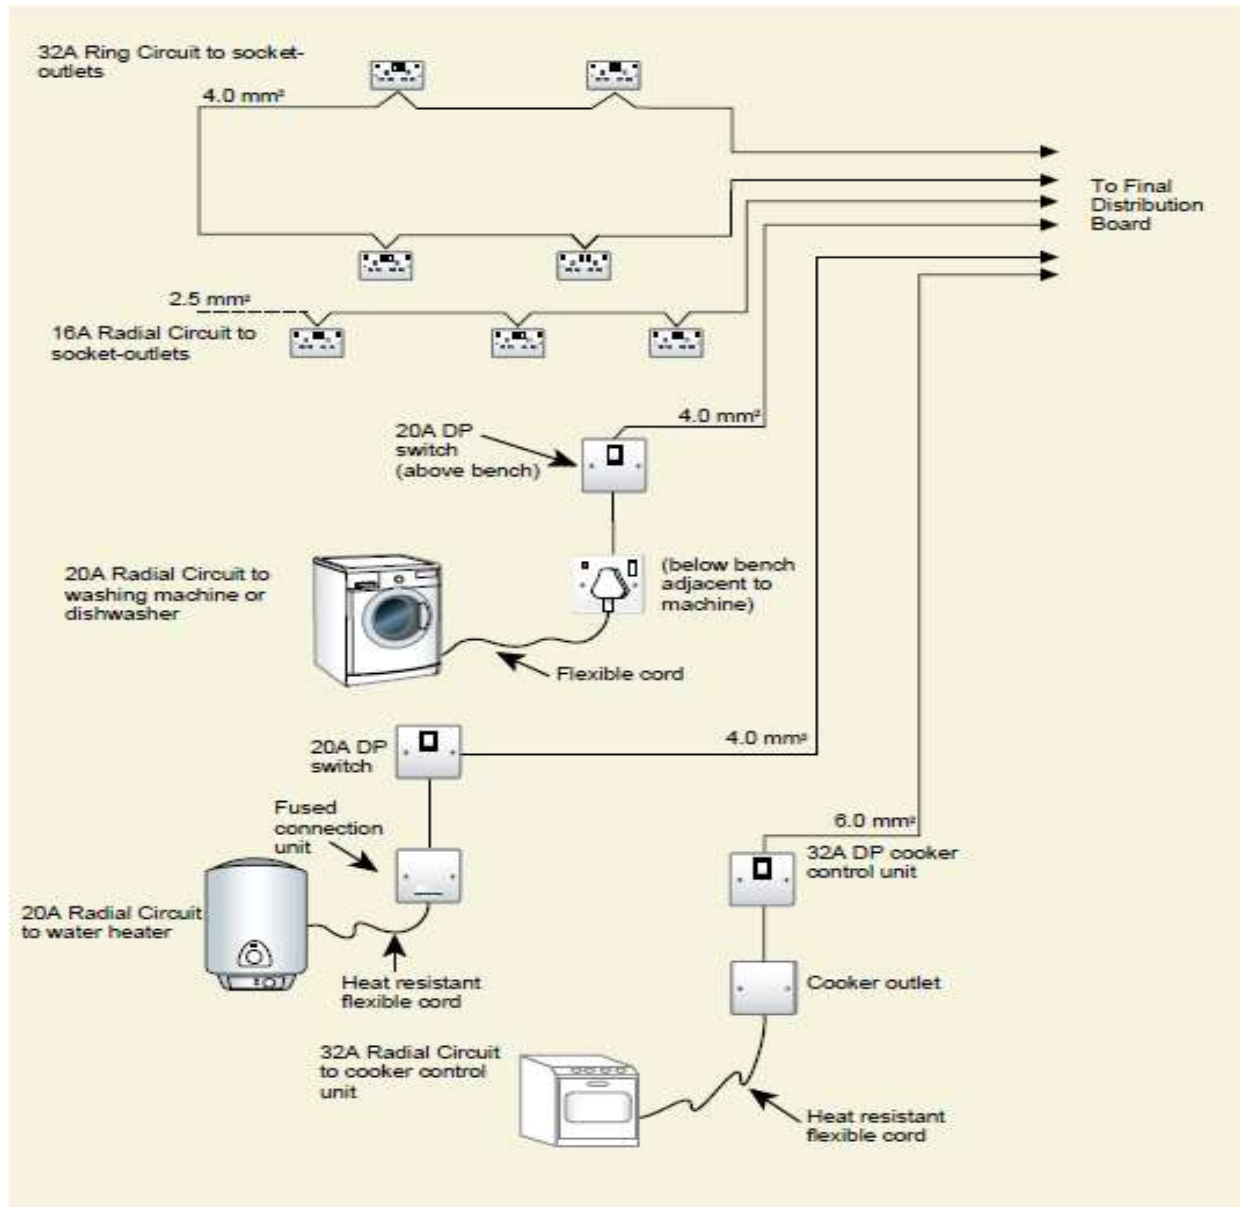 32A Ring Circuit to socket-
outlets
4.0 mm²
To Final
Distribution
Board
2.5 mm²
16A Radial Circuit to
socket-outlets
4.0 mm²
20A DP
switch
(above bench)
20A Radial Circuit to
washing machine or
dishwasher
(below bench
adjacent to
machine)
Flexible cord
20A DP
switch
4.0 mm²
Fused
connection
unit
6.0 mm²
32A DP cooker
control unit
20A Radial Circuit
to water heater
Heat resistant
flexible cord
Cooker outlet
32A Radial Circuit
to cooker control
unit
Heat resistant
flexible cord